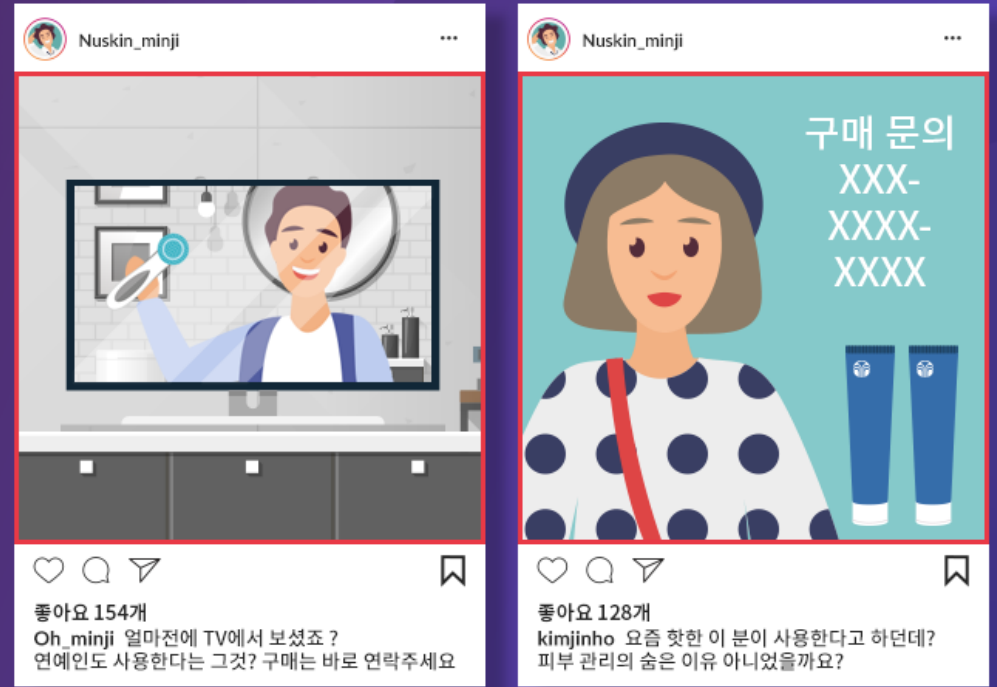 Nuskin_minji
좋아요 154개
Oh_minji 얼마전에 TV에서 보셨죠 ?
연예인도 사용한다는 그것? 구매는 바로 연락주세요
Nuskin_minji
구매 문의
XXX-
XXXX-
XXXX
좋아요 128개
kimjinho 요즘 핫한 이 분이 사용한다고 하던데?
피부 관리의 숨은 이유 아니었을까요?